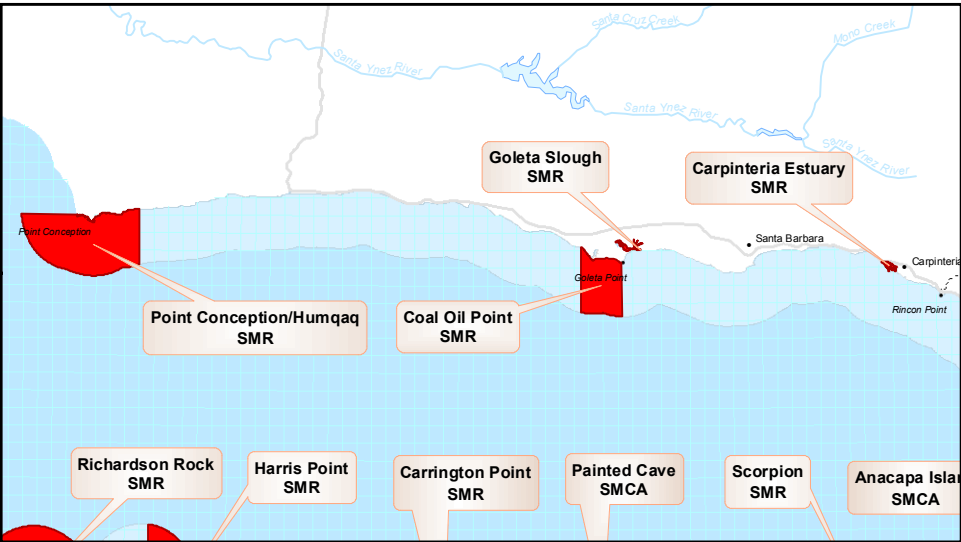 Santa Cruz Creek
Mono Creek
Santa Ynez River
Santa Ynez River
Santa Ynez River
Goleta Slough
SMR
Carpinteria Estuary
SMR
Point Conception
Santa Barbara
Carpinteria
Goleta Point
Rincon Point
Point Conception/Humqaq
SMR
Coal Oil Point
SMR
Richardson Rock
SMR
Harris Point
SMR
Carrington Point
SMR
Painted Cave
SMCA
Scorpion
SMR
Anacapa Islan
SMCA